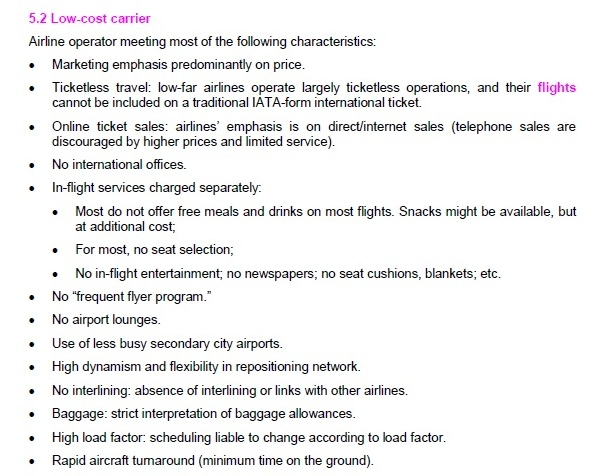 5.2 Low-cost carrier
Airline operator meeting most of the following characteristics:
• Marketing emphasis predominantly on price.
• Ticketless travel: low-far airlines operate largely ticketless operations, and their flights
cannot be included on a traditional IATA-form international ticket.
• Online ticket sales: airlines' emphasis is on direct/internet sales (telephone sales are
discouraged by higher prices and limited service).
• No international offices.
• In-flight services charged separately:
• Most do not offer free meals and drinks on most flights. Snacks might be available, but
at additional cost;
• For most, no seat selection;
• No in-flight entertainment; no newspapers; no seat cushions, blankets; etc.
• No “frequent flyer program.”
• No airport lounges.
• Use of less busy secondary city airports.
• High dynamism and flexibility in repositioning network.
• No interlining: absence of interlining or links with other airlines.
• Baggage: strict interpretation of baggage allowances.
• High load factor: scheduling liable to change according to load factor.
• Rapid aircraft turnaround (minimum time on the ground).